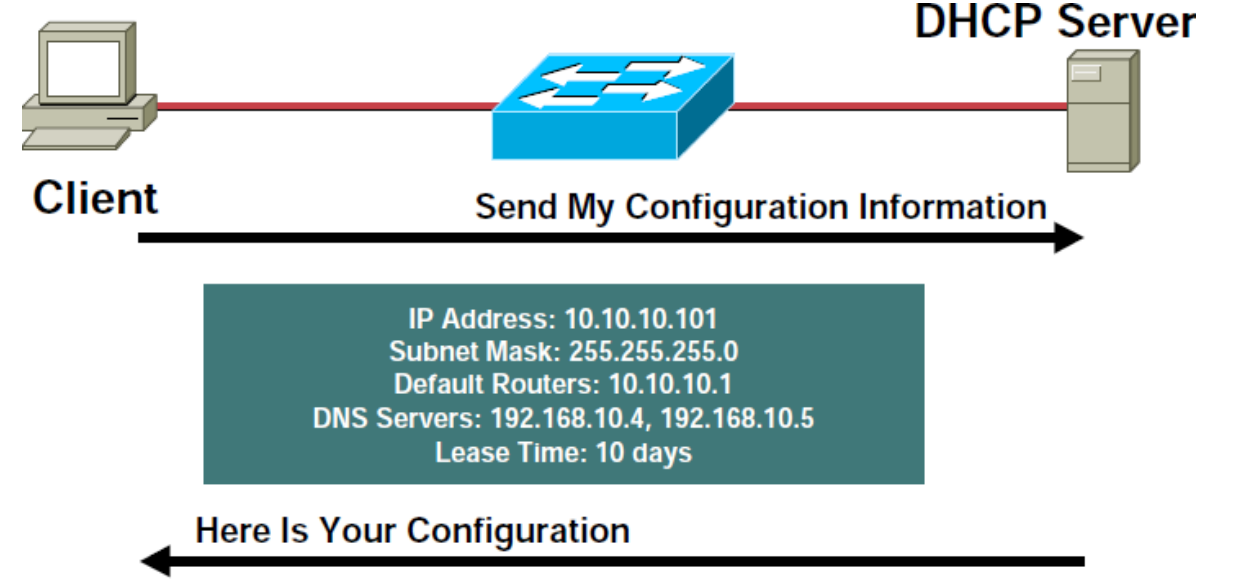 DHCP Server
Client
Send My Configuration Information
IP Address: 10.10.10.101
Subnet Mask: 255.255.255.0
Default Routers: 10.10.10.1
DNS Servers: 192.168.10.4, 192.168.10.5
Lease Time: 10 days
Here Is Your Configuration